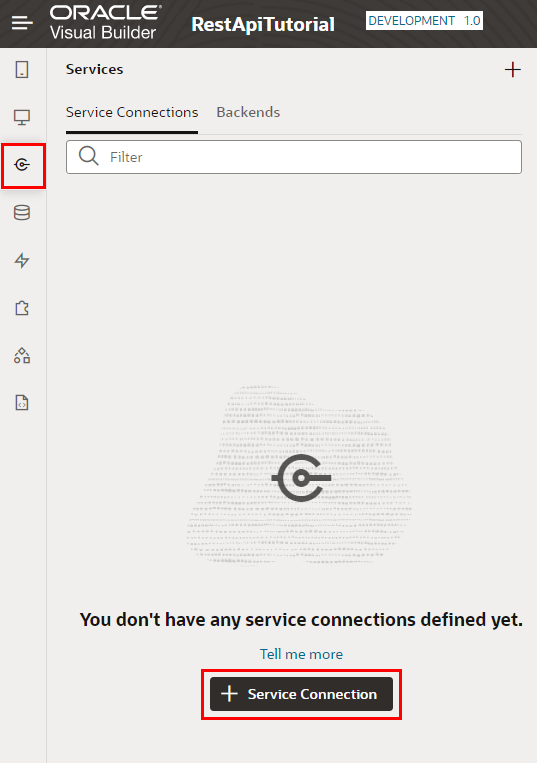 ORACLE
Visual Builder
RestApiTutorial
DEVELOPMENT 1.0
Services
Service Connections
Backends
Filter
You don't have any service connections defined yet.
Tell me more
Service Connection